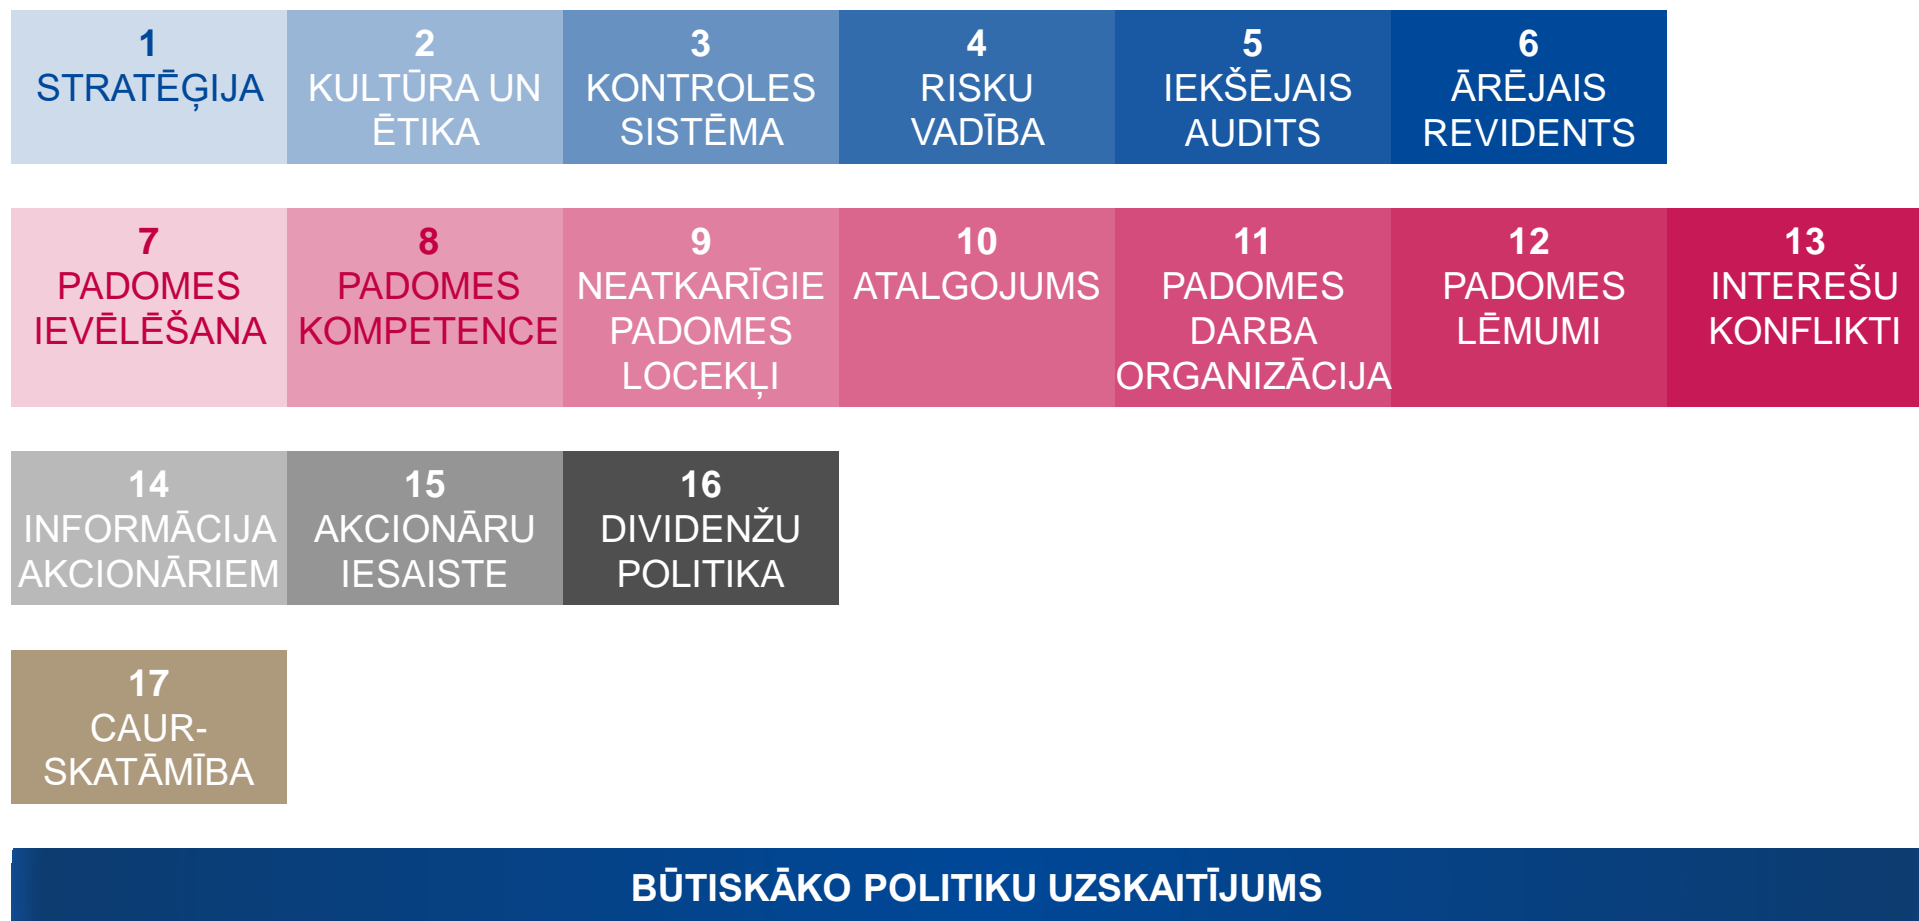 1
STRATĒĢIJA
2
KULTŪRA UN
ĒTIKA
3
KONTROLES
SISTĒMA
4
RISKU
VADĪBA
5
IEKŠĒJAIS
AUDITS
6
ĀRĒJAIS
REVIDENTS
7
PADOMES
IEVĒLĒŠANA
8
PADOMES
KOMPETENCE
9
NEATKARĪGIE
PADOMES
LOCEKĻI
10
ATALGOJUMS
11
PADOMES
DARBA
ORGANIZĀCIJA
12
PADOMES
LĒMUMI
13
INTEREŠU
KONFLIKTI
14
INFORMĀCIJA
AKCIONĀRIEM
15
AKCIONĀRU
IESAISTE
16
DIVIDENŽU
POLITIKA
17
CAUR-
SKATĀMĪBA
BŪTISKĀKO POLITIKU UZSKAITĪJUMS